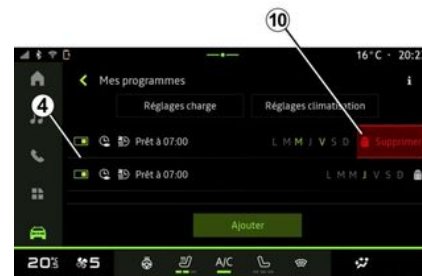 10
16°C · 20:2
Mes programmes
i
4
Réglages charge
Réglages climatisation
Prêt à 07:00
L M M J V S D
Supprimer
Prêt à 07:00
L M M J V S D
Ajouter
20
5
A/C